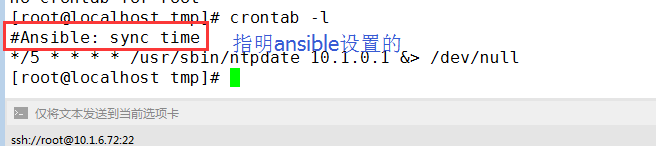 no crontab for root
[root@localhost tmp]# crontab -l
#Ansible: sync time 指明ansible设置的
*/5 * * * * /usr/sbin/ntpdate 10.1.0.1 &> /dev/null
[root@localhost tmp]#
仅将文本发送到当前选项卡
ssh://root@10.1.6.72:22